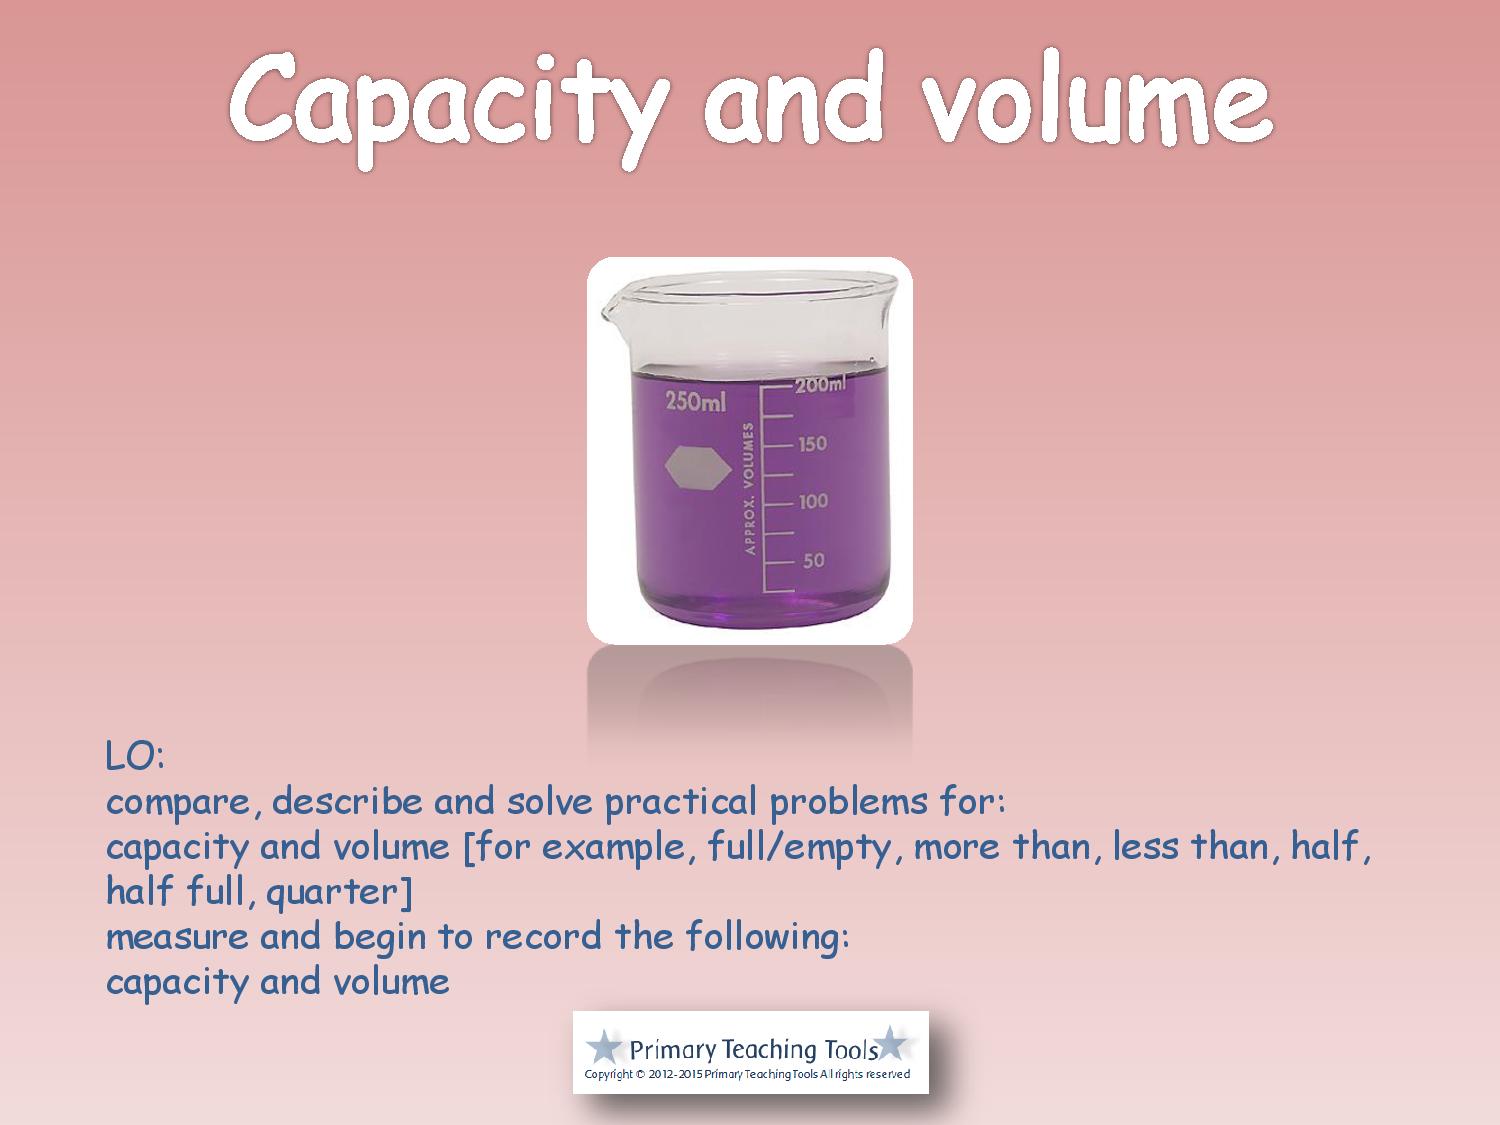 Capacity and volume
250ml
200ml
150
100
50
APPROX. VOLUMES
LO:
compare, describe and solve practical problems for:
capacity and volume [for example, full/empty, more than, less than, half,
half full, quarter]
measure and begin to record the following:
capacity and volume
Primary Teaching Tools
Copyright © 2012-2015 Primary Teaching Tools All rights reserved